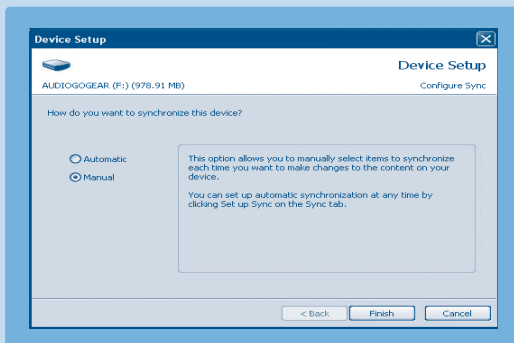 Device Setup
Device Setup
AUDIOGOGEAR (F:) (978.91 MB)
Configure Sync
How do you want to synchronize this device?
Automatic
Manual
This option allows you to manually select items to synchronize
each time you want to make changes to the content on your
device.
You can set up automatic synchronization at any time by
clicking Set up Sync on the Sync tab.
< Back
Finish
Cancel